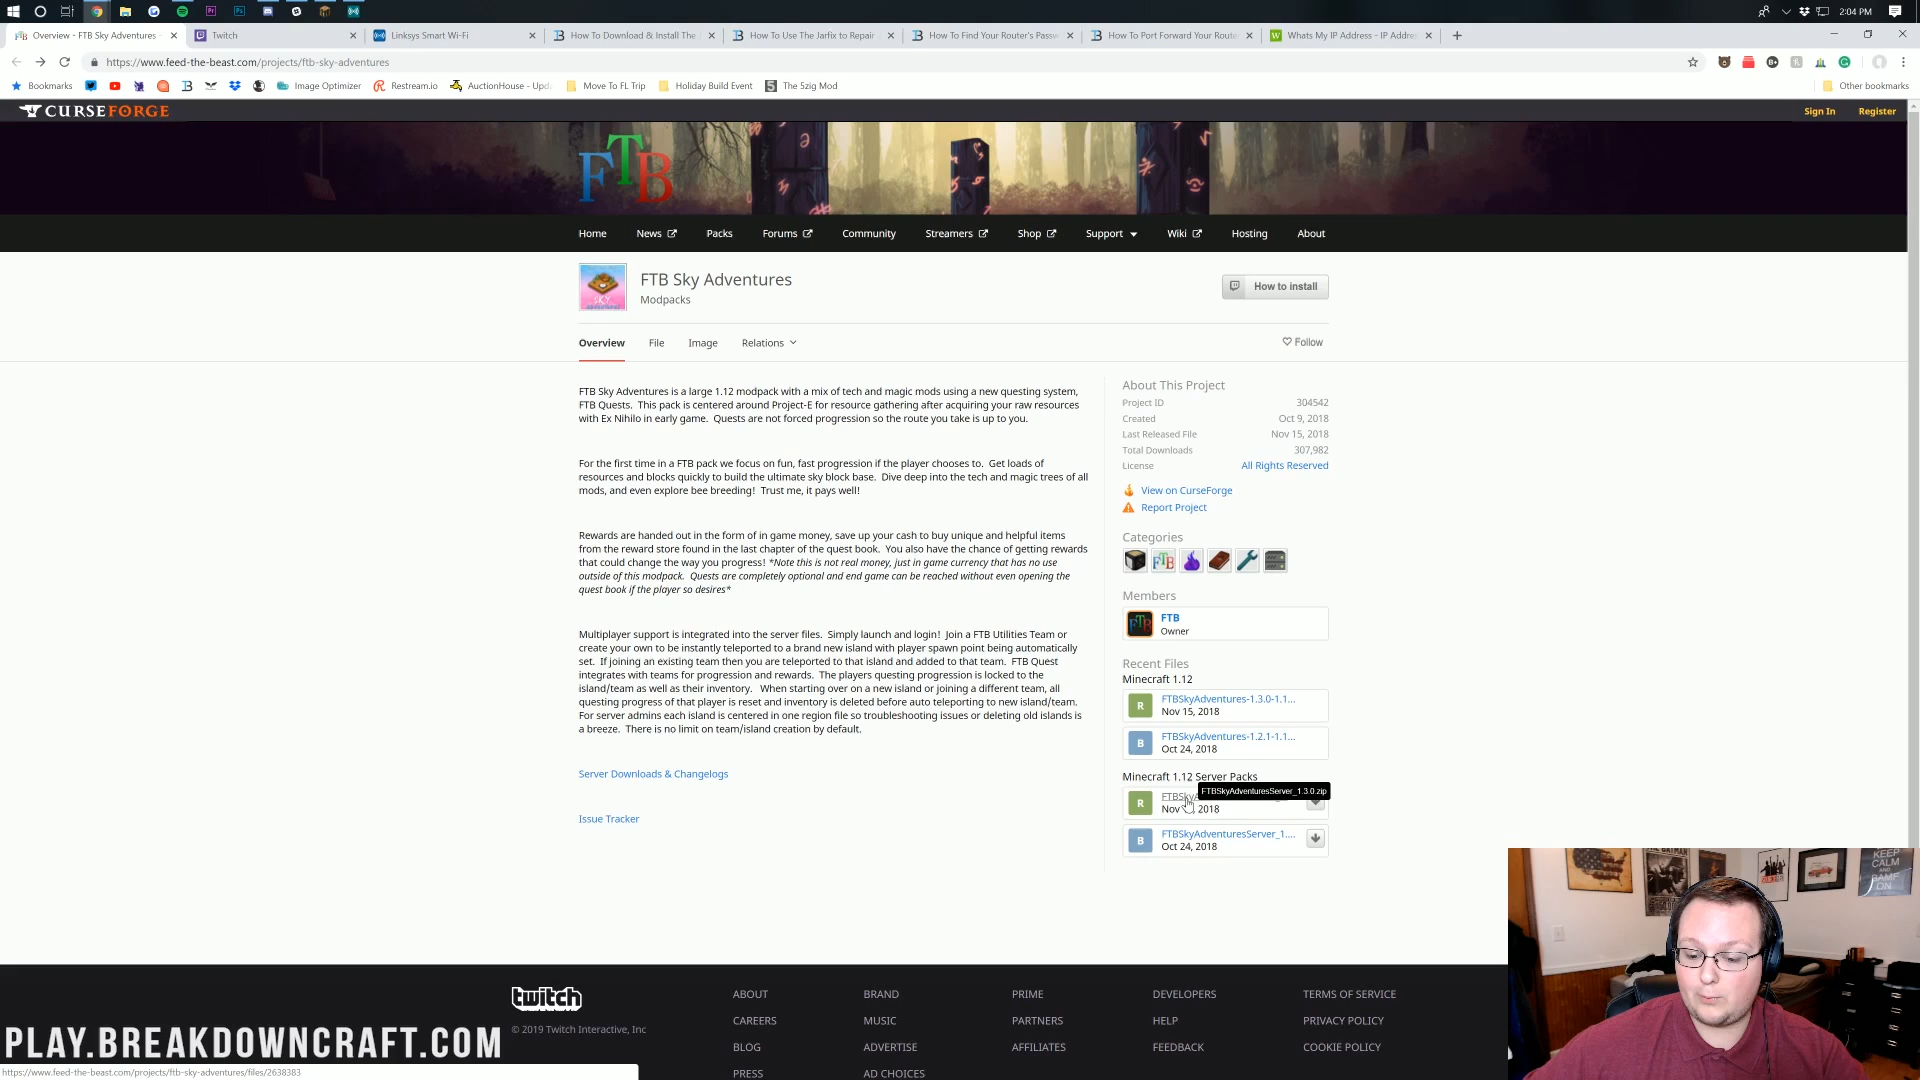 2:04 PM
Overview - FTB Sky Adventures -
Twitch
Linksys Smart Wi-Fi
How To Download & Install The
How To Use The Jarfix to Repair
How To Find Your Router's Passw
How To Port Forward Your Route
Whats My IP Address - IP Addre
https://www.feed-the-beast.com/projects/ftb-sky-adventures
Bookmarks
Image Optimizer
Restream.io
AuctionHouse - Upd
Move To FL Trip
Holiday Build Event
The 5zig Mod
Other bookmarks
CURSEFORGE
Sign In
Register
FTB
Home
News
Packs
Forums
Community
Streamers
Shop
Support
Wiki
Hosting
About
SKY
FTB Sky Adventures
Modpacks
How to install
Overview
File
Image
Relations
Follow
FTB Sky Adventures is a large 1.12 modpack with a mix of tech and magic mods using a new questing system,
FTB Quests. This pack is centered around Project-E for resource gathering after acquiring your raw resources
with Ex Nihilo in early game. Quests are not forced progression so the route you take is up to you.
For the first time in a FTB pack we focus on fun, fast progression if the player chooses to. Get loads of
resources and blocks quickly to build the ultimate sky block base. Dive deep into the tech and magic trees of all
mods, and even explore bee breeding! Trust me, it pays well!
Rewards are handed out in the form of in game money, save up your cash to buy unique and helpful items
from the reward store found in the last chapter of the quest book. You also have the chance of getting rewards
that could change the way you progress! *Note this is not real money, just in game currency that has no use
outside of this modpack. Quests are completely optional and end game can be reached without even opening the
quest book if the player so desires*
Multiplayer support is integrated into the server files. Simply launch and login! Join a FTB Utilities Team or
create your own to be instantly teleported to a brand new island with player spawn point being automatically
set. If joining an existing team then you are teleported to that island and added to that team. FTB Quest
integrates with teams for progression and rewards. The players questing progression is locked to the
island/team as well as their inventory. When starting over on a new island or joining a different team, all
questing progress of that player is reset and inventory is deleted before auto teleporting to new island/team.
For server admins each island is centered in one region file so troubleshooting issues or deleting old islands is
a breeze. There is no limit on team/island creation by default.
Server Downloads & Changelogs
Issue Tracker
About This Project
Project ID 304542
Created Oct 9, 2018
Last Released File Nov 15, 2018
Total Downloads 307,982
License All Rights Reserved
View on CurseForge
Report Project
Categories
FTB
Members
FTB
FTB
Owner
Recent Files
Minecraft 1.12
R
FTBSkyAdventures-1.3.0-1.1...
Nov 15, 2018
B
FTBSkyAdventures-1.2.1-1.1...
Oct 24, 2018
Minecraft 1.12 Server Packs
FTBSkyAdventuresServer_1.3.0.zip
R
FTBSkyA
Nov , 2018
B
FTBSkyAdventuresServer_1....
Oct 24, 2018
KEEP
CALM
AND
BAMF
ON
twitch
© 2019 Twitch Interactive, Inc
ABOUT
BRAND
PRIME
DEVELOPERS
TERMS OF SERVICE
CAREERS
MUSIC
PARTNERS
HELP
PRIVACY POLICY
BLOG
ADVERTISE
AFFILIATES
FEEDBACK
COOKIE POLICY
PRESS
AD CHOICES
PLAY.BREAKDOWNCRAFT.COM
https://www.feed-the-beast.com/projects/ftb-sky-adventures/files/2638383